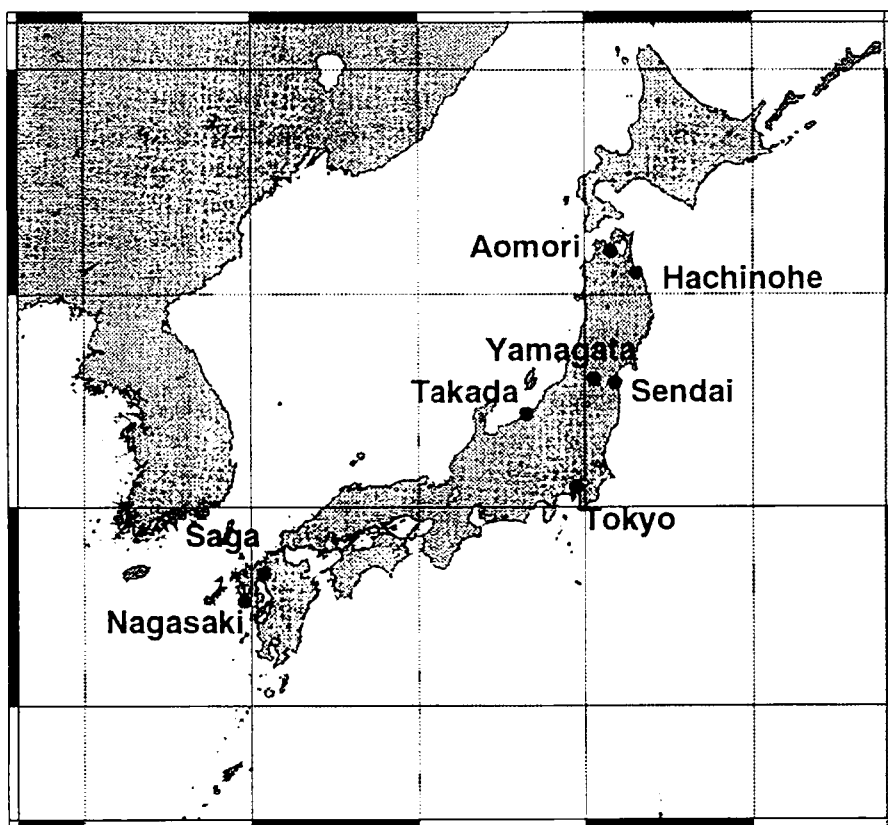 Aomori
Hachinohe
Yamagata
Takada
Sendai
Tokyo
Saga
Nagasaki